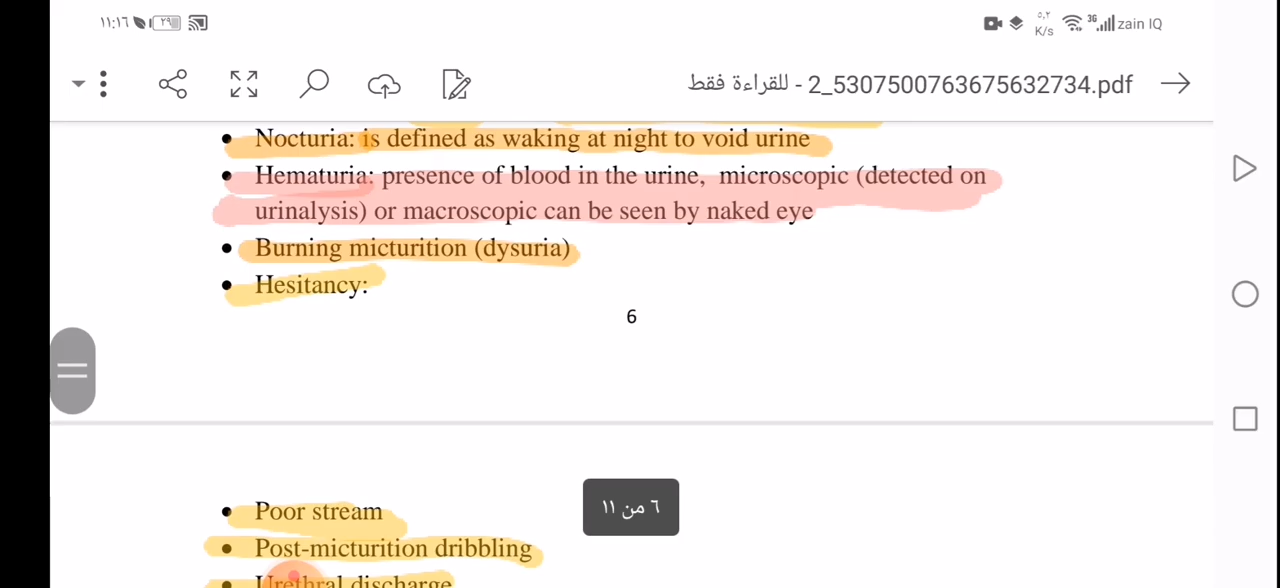 ١١:١٦ ٢٩ ٥,٢ K/s 3G zain IQ
2_5307500763675632734.pdf - للقراءة فقط
• Nocturia: is defined as waking at night to void urine
• Hematuria: presence of blood in the urine, microscopic (detected on
urinalysis) or macroscopic can be seen by naked eye
• Burning micturition (dysuria)
• Hesitancy:
6
٦ من ١١
• Poor stream
• Post-micturition dribbling
• Urethral discharge